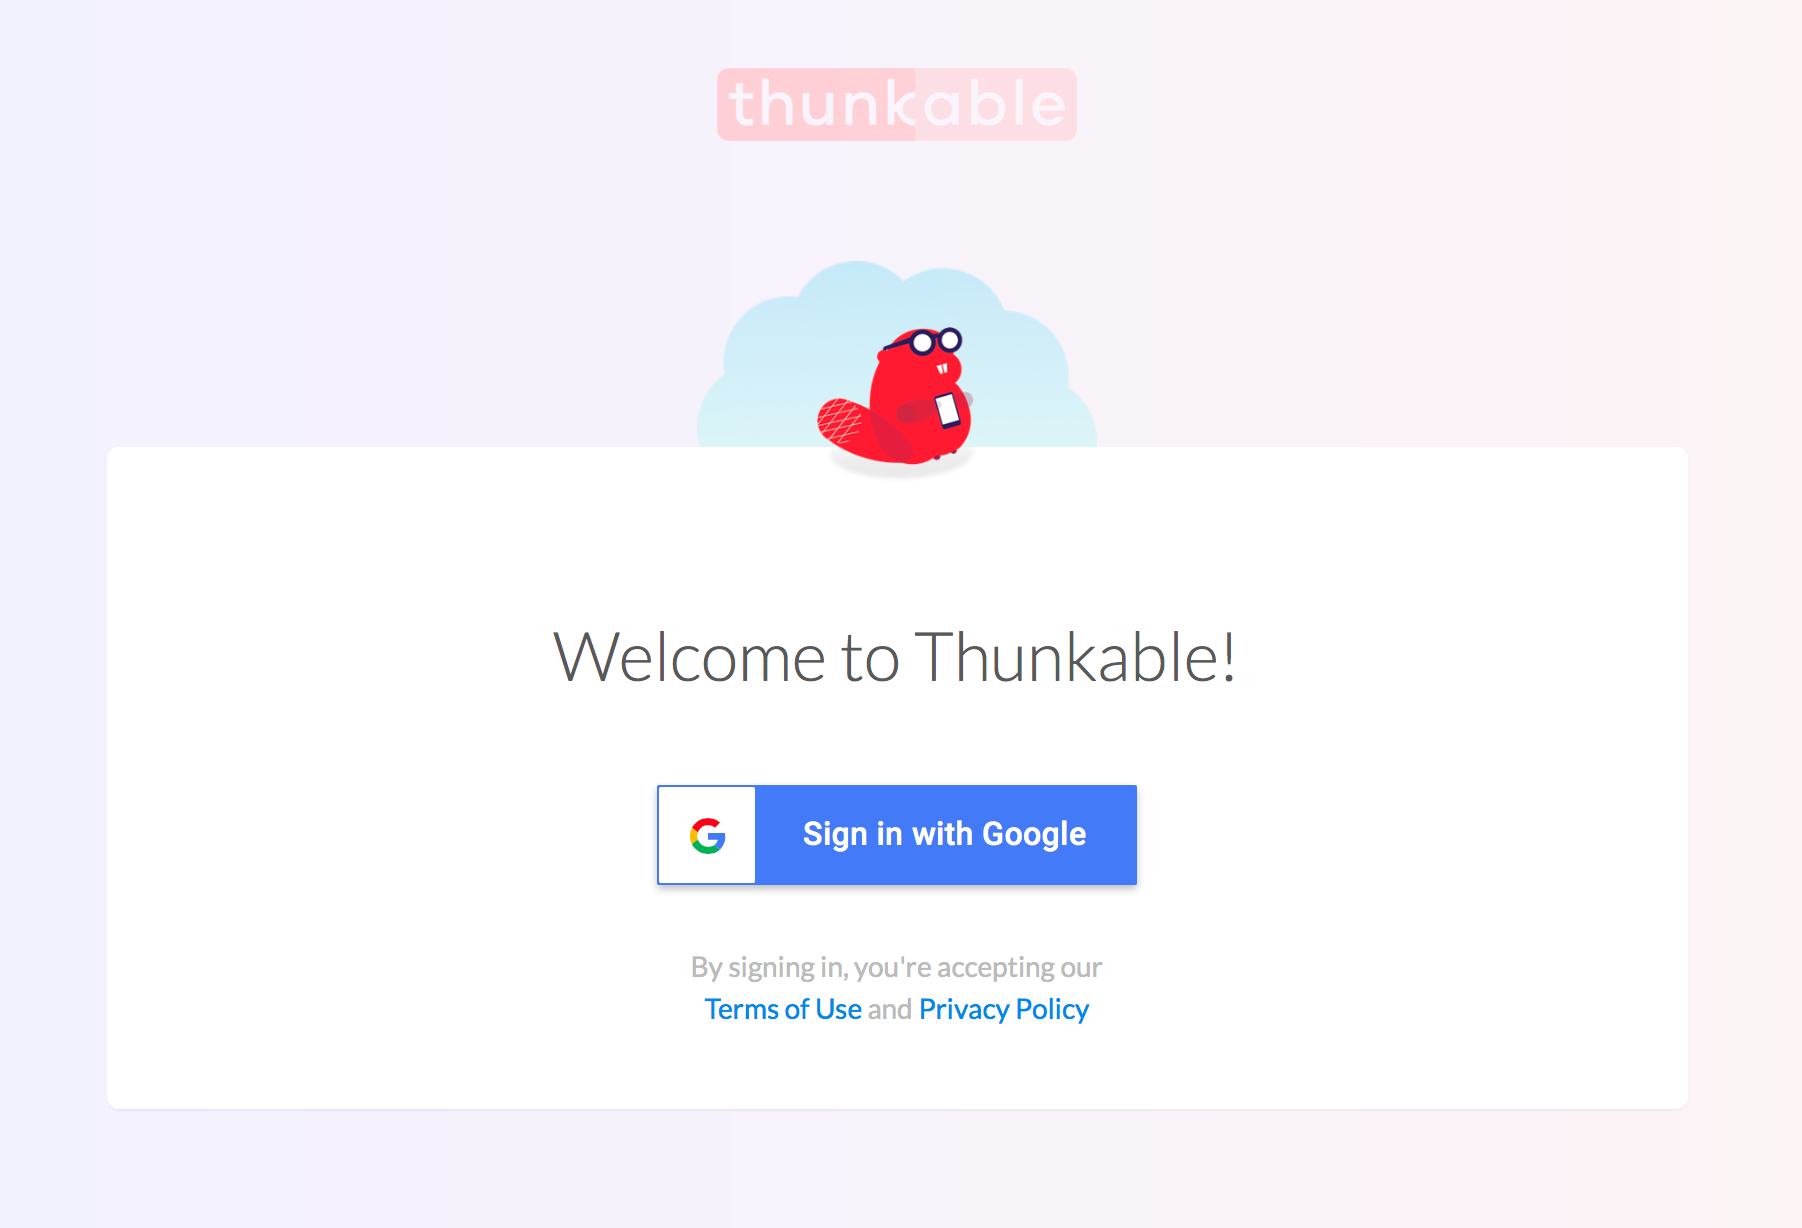 thunkable
Welcome to Thunkable!
Sign in with Google
By signing in, you're accepting our
Terms of Use and Privacy Policy